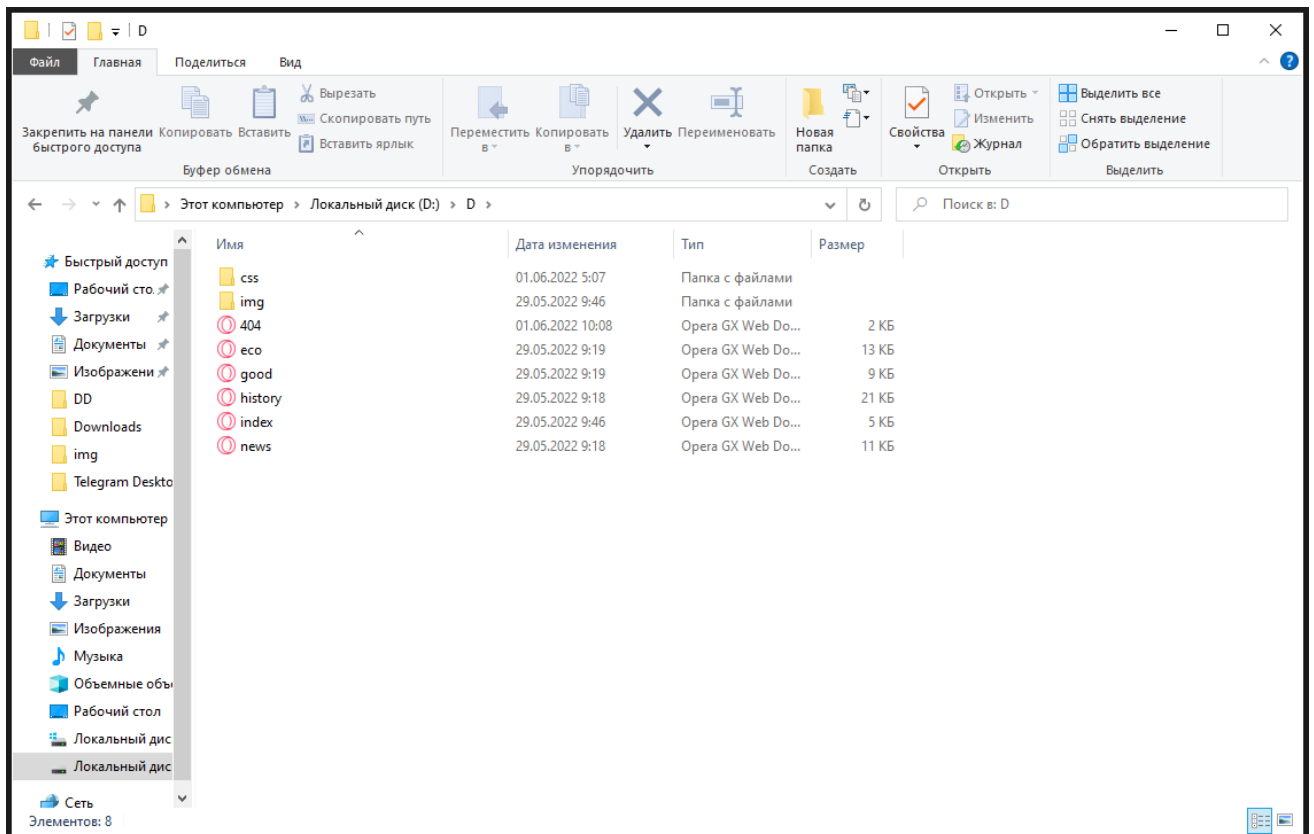 D
Файл Главная Поделиться Вид
Закрепить на панели быстрого доступа
Копировать
Вставить
Вырезать
Скопировать путь
Вставить ярлык
Буфер обмена
Переместить в
Копировать в
Удалить
Переименовать
Упорядочить
Новая папка
Создать
Свойства
Открыть
Изменить
Журнал
Открыть
Выделить все
Снять выделение
Обратить выделение
Выделить
Этот компьютер › Локальный диск (D:) › D ›
Поиск в: D
Быстрый доступ
Рабочий сто.
Загрузки
Документы
Изображени
DD
Downloads
img
Telegram Deskto
Этот компьютер
Видео
Документы
Загрузки
Изображения
Музыка
Объемные объ
Рабочий стол
Локальный дис
Локальный дис
Сеть
Имя Дата изменения Тип Размер
css 01.06.2022 5:07 Папка с файлами
img 29.05.2022 9:46 Папка с файлами
404 01.06.2022 10:08 Opera GX Web Do... 2 КБ
eco 29.05.2022 9:19 Opera GX Web Do... 13 КБ
good 29.05.2022 9:19 Opera GX Web Do... 9 КБ
history 29.05.2022 9:18 Opera GX Web Do... 21 КБ
index 29.05.2022 9:46 Opera GX Web Do... 5 КБ
news 29.05.2022 9:18 Opera GX Web Do... 11 КБ
Элементов: 8